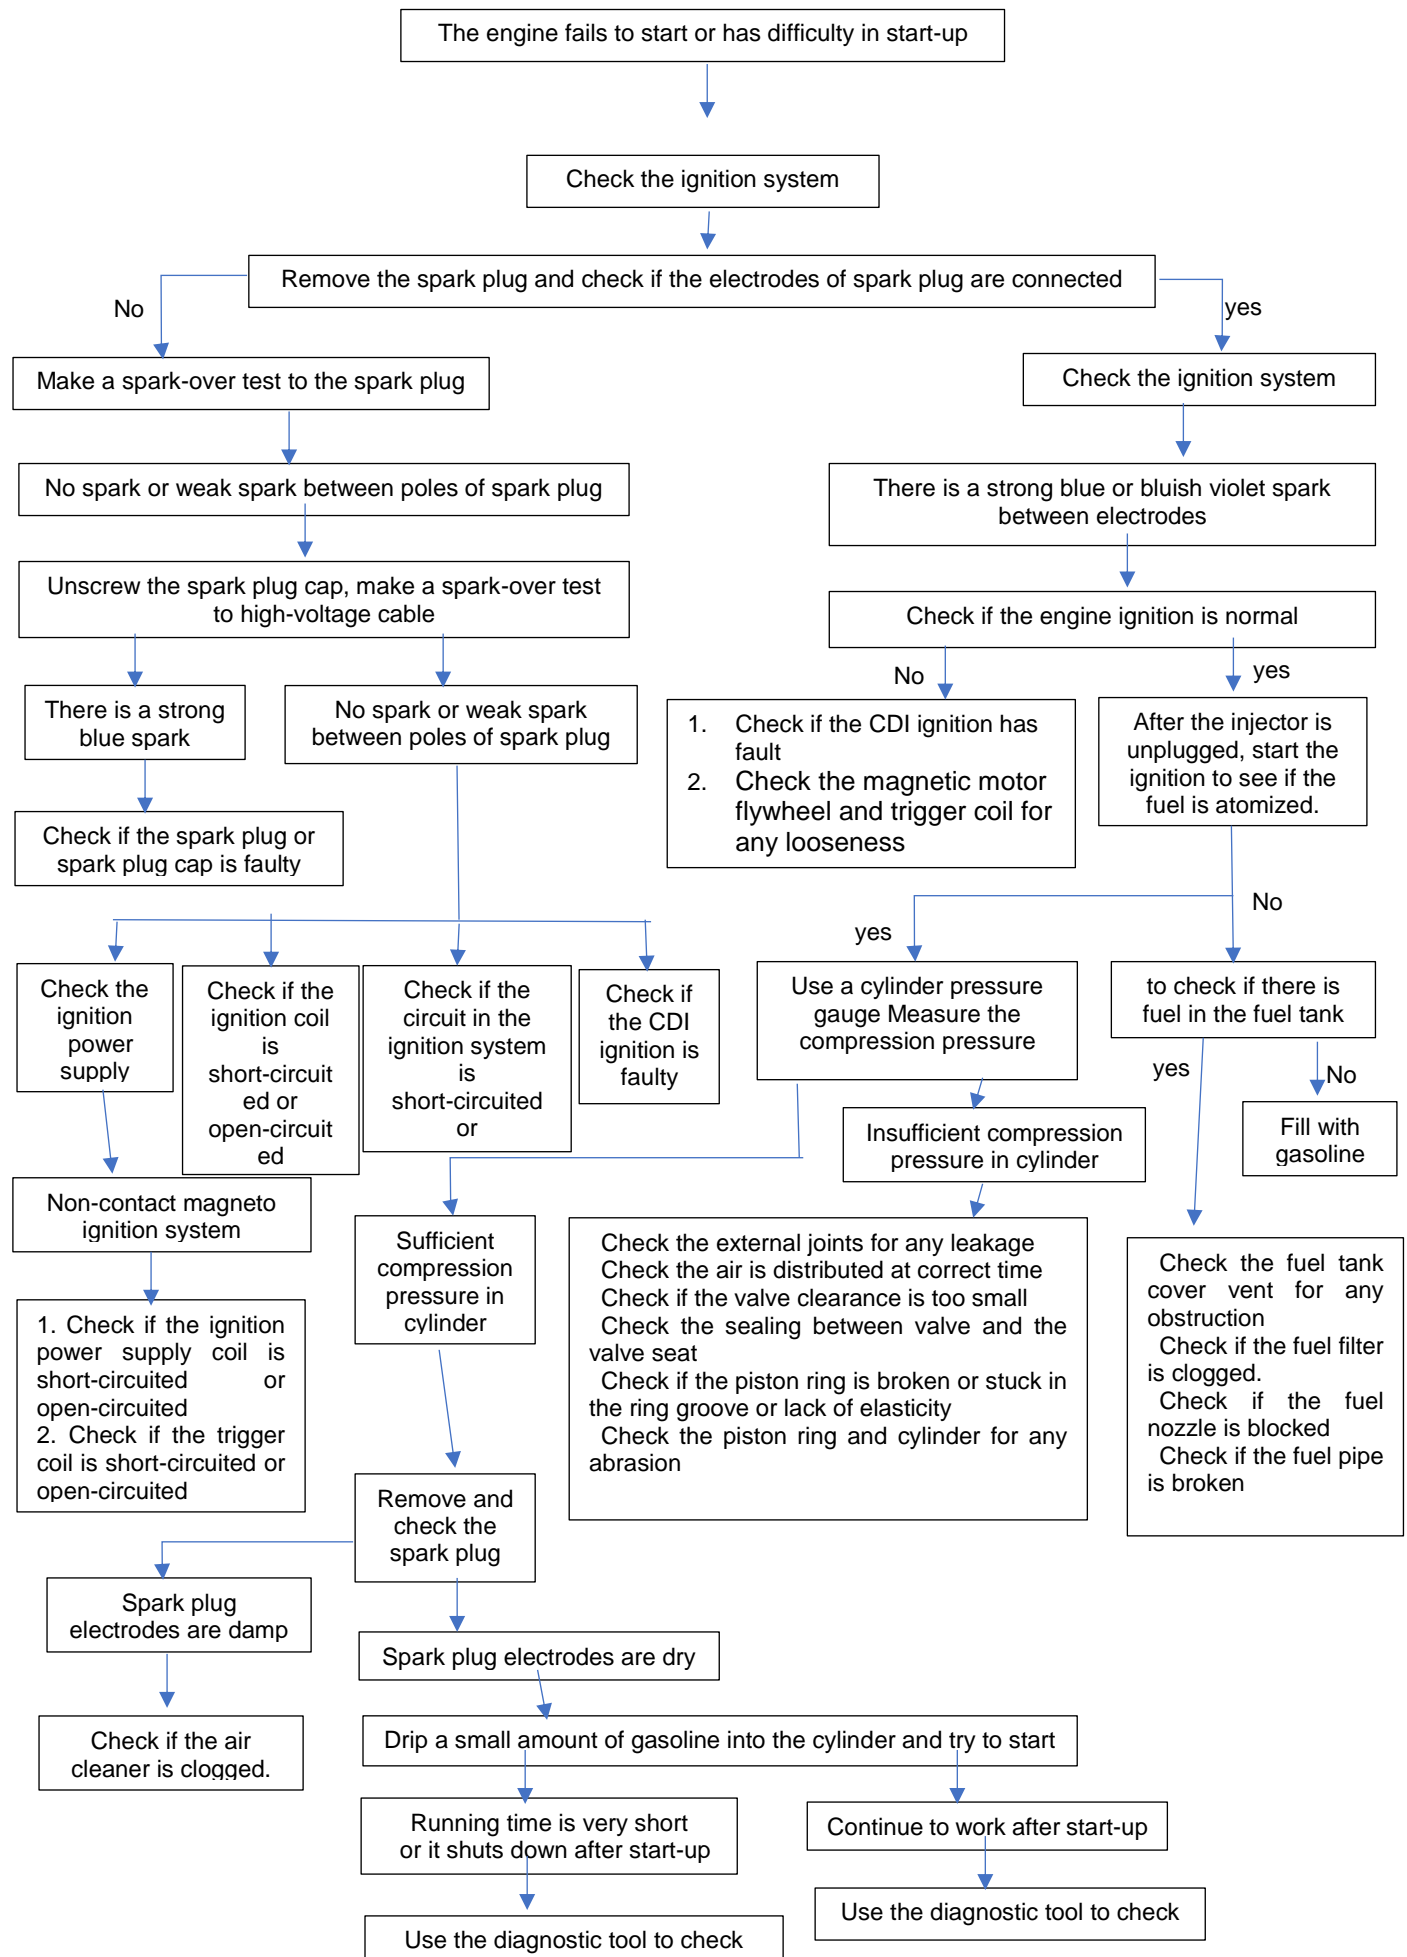 The engine fails to start or has difficulty in start-up
Check the ignition system
Remove the spark plug and check if the electrodes of spark plug are connected
No
yes
Make a spark-over test to the spark plug
Check the ignition system
No spark or weak spark between poles of spark plug
There is a strong blue or bluish violet spark
between electrodes
Unscrew the spark plug cap, make a spark-over test
to high-voltage cable
Check if the engine ignition is normal
No
yes
There is a strong
blue spark
No spark or weak spark
between poles of spark plug
1. Check if the CDI ignition has
fault
2. Check the magnetic motor
flywheel and trigger coil for
any looseness
After the injector is
unplugged, start the
ignition to see if the
fuel is atomized.
Check if the spark plug or
spark plug cap is faulty
yes
No
Check the
ignition
power
supply
Check if the
ignition coil
is
short-circuit
ed or
open-circuit
ed
Check if the
circuit in the
ignition system
is
short-circuited
or
Check if
the CDI
ignition is
faulty
Use a cylinder pressure
gauge Measure the
compression pressure
to check if there is
fuel in the fuel tank
yes
No
Insufficient compression
pressure in cylinder
Fill with
gasoline
Non-contact magneto
ignition system
Sufficient
compression
pressure in
cylinder
Check the external joints for any leakage
Check the air is distributed at correct time
Check if the valve clearance is too small
Check the sealing between valve and the
valve seat
Check if the piston ring is broken or stuck in
the ring groove or lack of elasticity
Check the piston ring and cylinder for any
abrasion
Check the fuel tank
cover vent for any
obstruction
Check if the fuel filter
is clogged.
Check if the fuel
nozzle is blocked
Check if the fuel pipe
is broken
1. Check if the ignition
power supply coil is
short-circuited or
open-circuited
2. Check if the trigger
coil is short-circuited or
open-circuited
Remove and
check the
spark plug
Spark plug
electrodes are damp
Spark plug electrodes are dry
Check if the air
cleaner is clogged.
Drip a small amount of gasoline into the cylinder and try to start
Running time is very short
or it shuts down after start-up
Continue to work after start-up
Use the diagnostic tool to check
Use the diagnostic tool to check